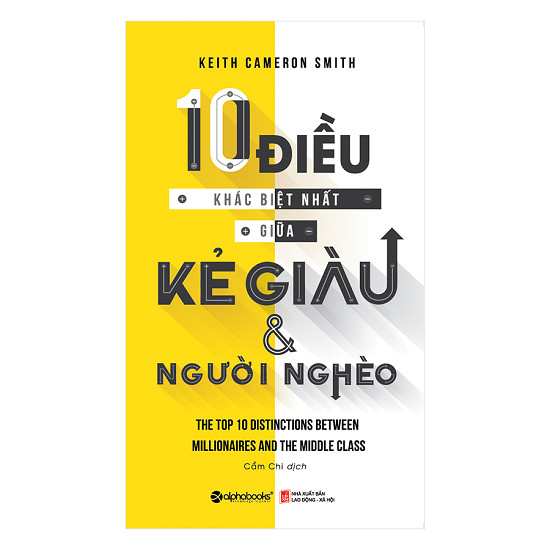 KEITH CAMERON SMITH
10 ĐIỀU
KHÁC BIỆT NHẤT
GIỮA
KẺ GIÀU
&
NGƯỜI NGHÈO
THE TOP 10 DISTINCTIONS BETWEEN
MILLIONAIRES AND THE MIDDLE CLASS
Cẩm Chi dịch
alphabooks
NHÀ XUẤT BẢN
LAO ĐỘNG - XÃ HỘI